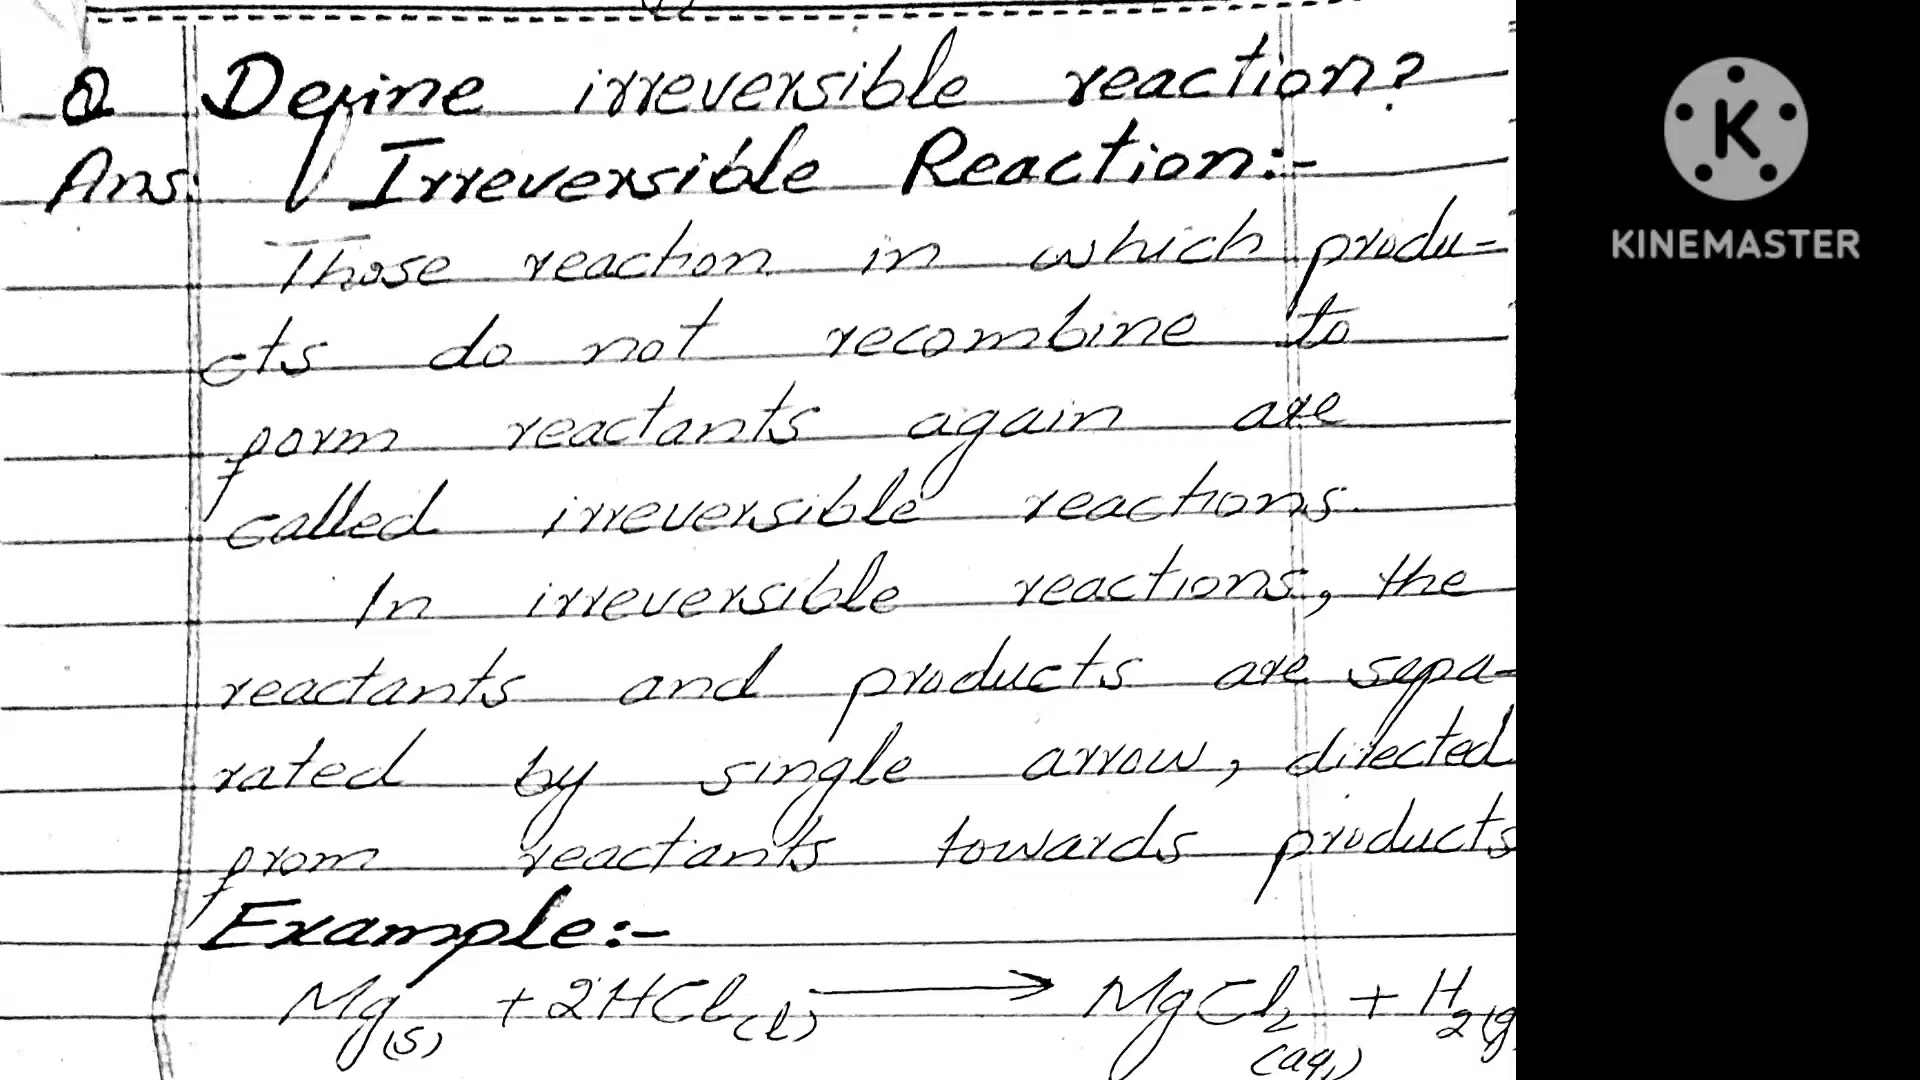 Q Define irreversible reaction?
Ans: Irreversible Reaction:-
Those reaction in which produ-
cts do not recombine to
form reactants again are
called irreversible reactions.
In irreversible reactions, the
reactants and products are sepa-
rated by single arrow, directed
from reactants towards products
Example:-
Mg(s) + 2HCl(l) → MgCl2 (aq) + H2(g
K
KINEMASTER